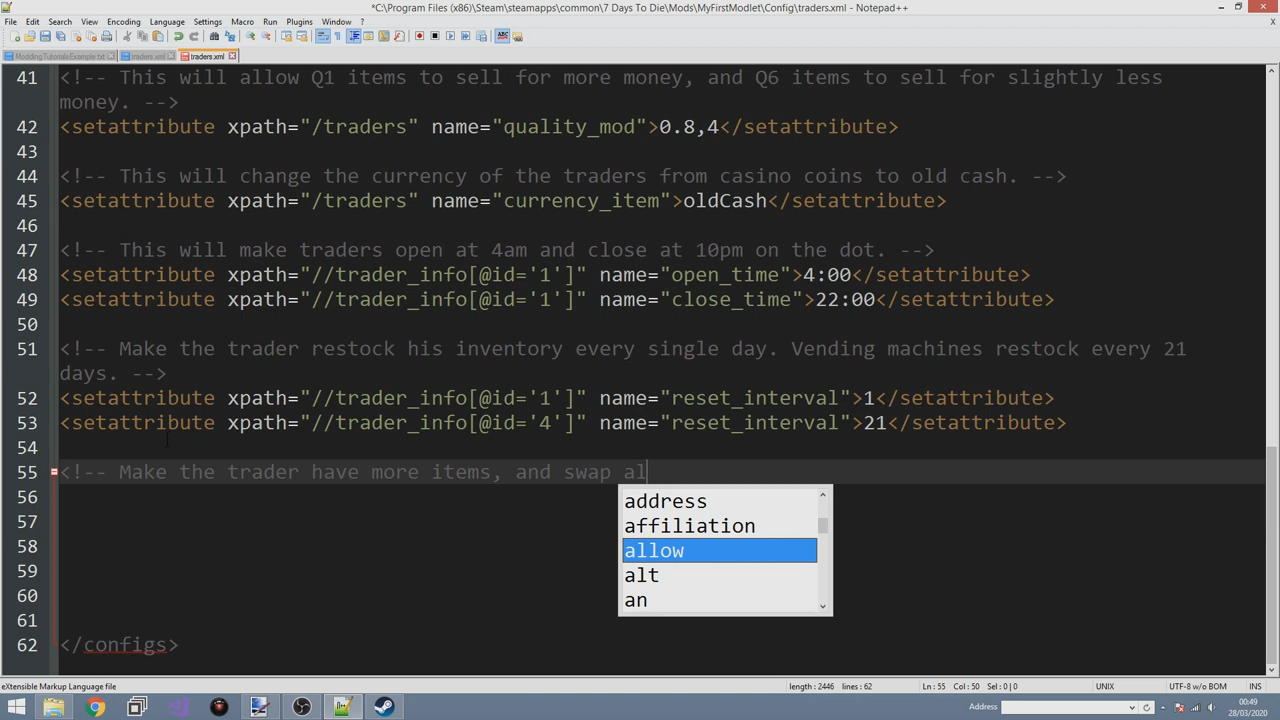 *C:\Program Files (x86)\Steam\steamapps\common\7 Days To Die\Mods\MyFirstModlet\Config\traders.xml - Notepad++
File Edit Search View Encoding Language Settings Macro Run Plugins Window ?
ModdingTutorialsExample.txt traders.xml traders.xml
41 <!-- This will allow Q1 items to sell for more money, and Q6 items to sell for slightly less
money. -->
42 <setattribute xpath="/traders" name="quality_mod">0.8,4</setattribute>
43
44 <!-- This will change the currency of the traders from casino coins to old cash. -->
45 <setattribute xpath="/traders" name="currency_item">oldCash</setattribute>
46
47 <!-- This will make traders open at 4am and close at 10pm on the dot. -->
48 <setattribute xpath="//trader_info[@id='1']" name="open_time">4:00</setattribute>
49 <setattribute xpath="//trader_info[@id='1']" name="close_time">22:00</setattribute>
50
51 <!-- Make the trader restock his inventory every single day. Vending machines restock every 21
days. -->
52 <setattribute xpath="//trader_info[@id='1']" name="reset_interval">1</setattribute>
53 <setattribute xpath="//trader_info[@id='4']" name="reset_interval">21</setattribute>
54
55 <!-- Make the trader have more items, and swap al
address
affiliation
allow
alt
an
56
57
58
59
60
61
62 </configs>
eXtensible Markup Language file length : 2446 lines : 62 Ln : 55 Col : 50 Sel : 0 | 0 UNIX UTF-8 w/o BOM INS
Address 00:49
28/03/2020